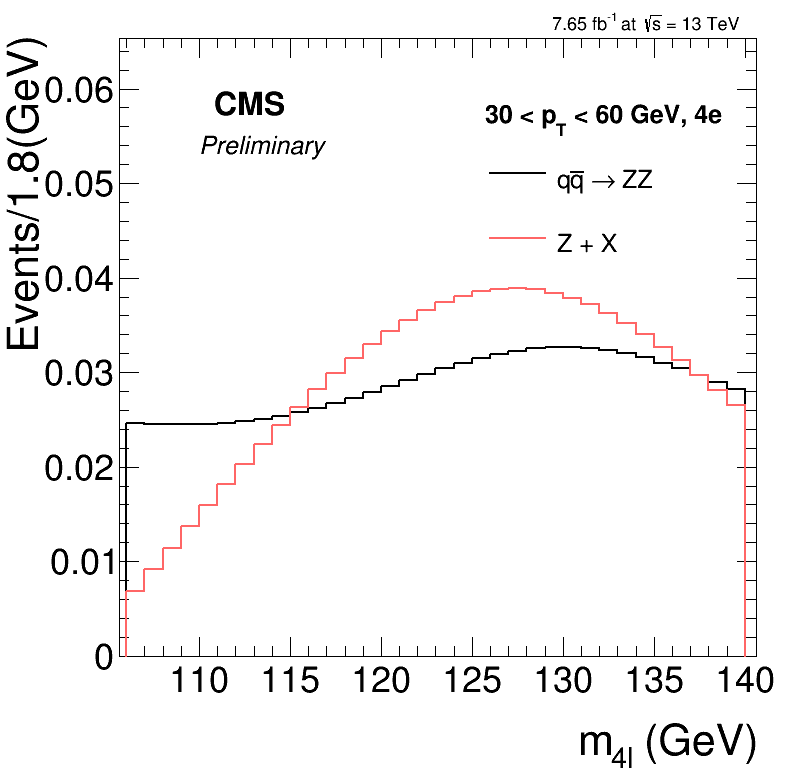 7.65 fb⁻¹ at √s = 13 TeV
CMS
Preliminary
30 < p_T < 60 GeV, 4e
qq̅ → ZZ
Z + X
Events/1.8(GeV)
0.06
0.05
0.04
0.03
0.02
0.01
0
110 115 120 125 130 135 140
m_4l (GeV)